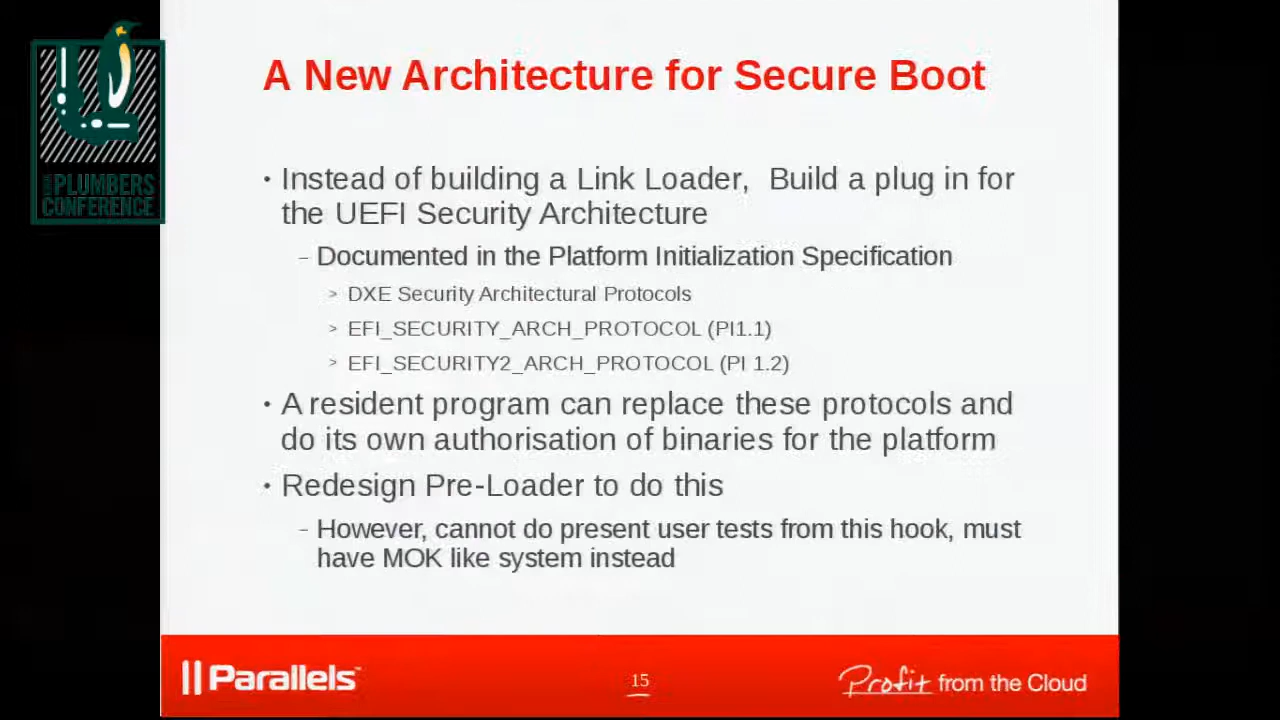 A New Architecture for Secure Boot
PLUMBERS
CONFERENCE
• Instead of building a Link Loader,  Build a plug in for
the UEFI Security Architecture
– Documented in the Platform Initialization Specification
> DXE Security Architectural Protocols
> EFI_SECURITY_ARCH_PROTOCOL (PI1.1)
> EFI_SECURITY2_ARCH_PROTOCOL (PI 1.2)
• A resident program can replace these protocols and
do its own authorisation of binaries for the platform
• Redesign Pre-Loader to do this
– However, cannot do present user tests from this hook, must
have MOK like system instead
Parallels™
15
Profit from the Cloud